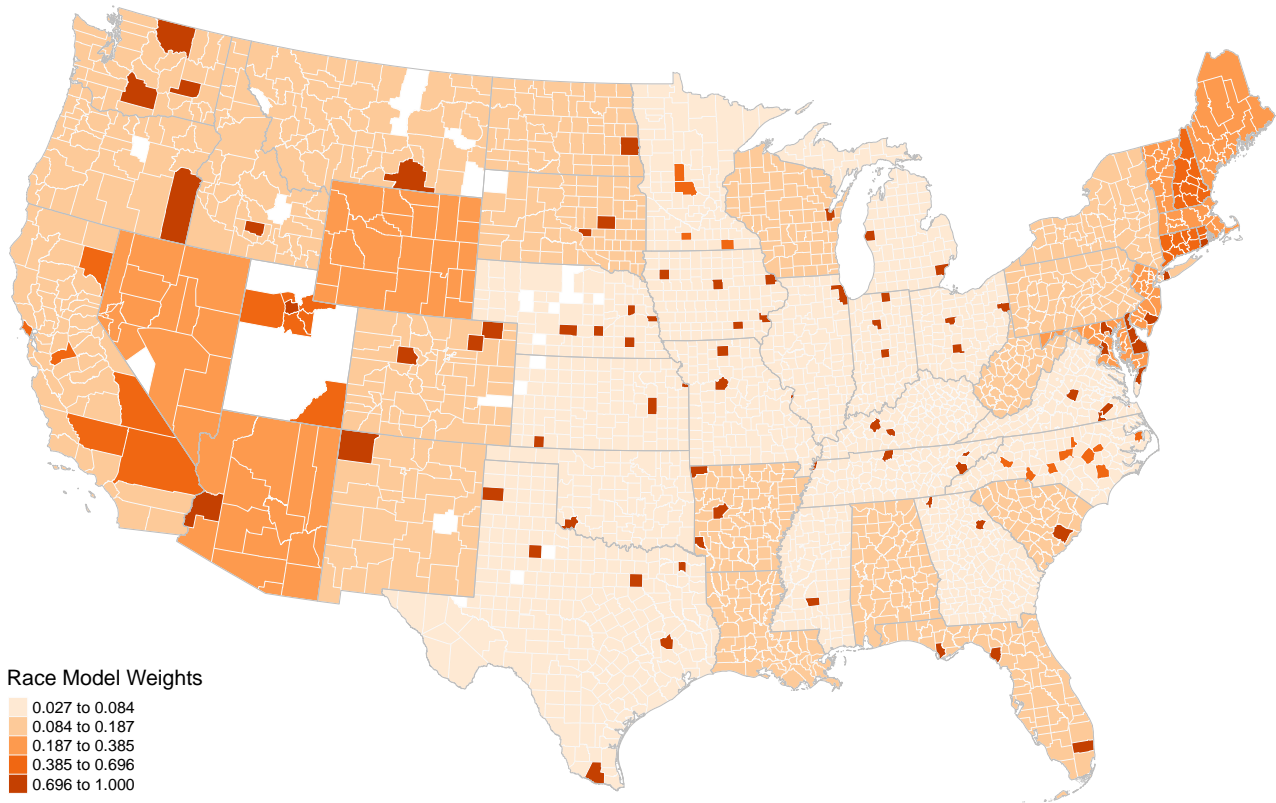 Race Model Weights
0.027 to 0.084
0.084 to 0.187
0.187 to 0.385
0.385 to 0.696
0.696 to 1.000